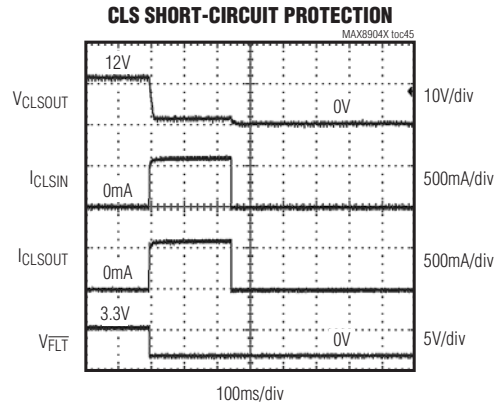 CLS SHORT-CIRCUIT PROTECTION
MAX8904X toc45
12V
VCLSOUT
0V
10V/div
ICLSIN
0mA
500mA/div
ICLSOUT
0mA
500mA/div
3.3V
VFLT
0V
5V/div
100ms/div